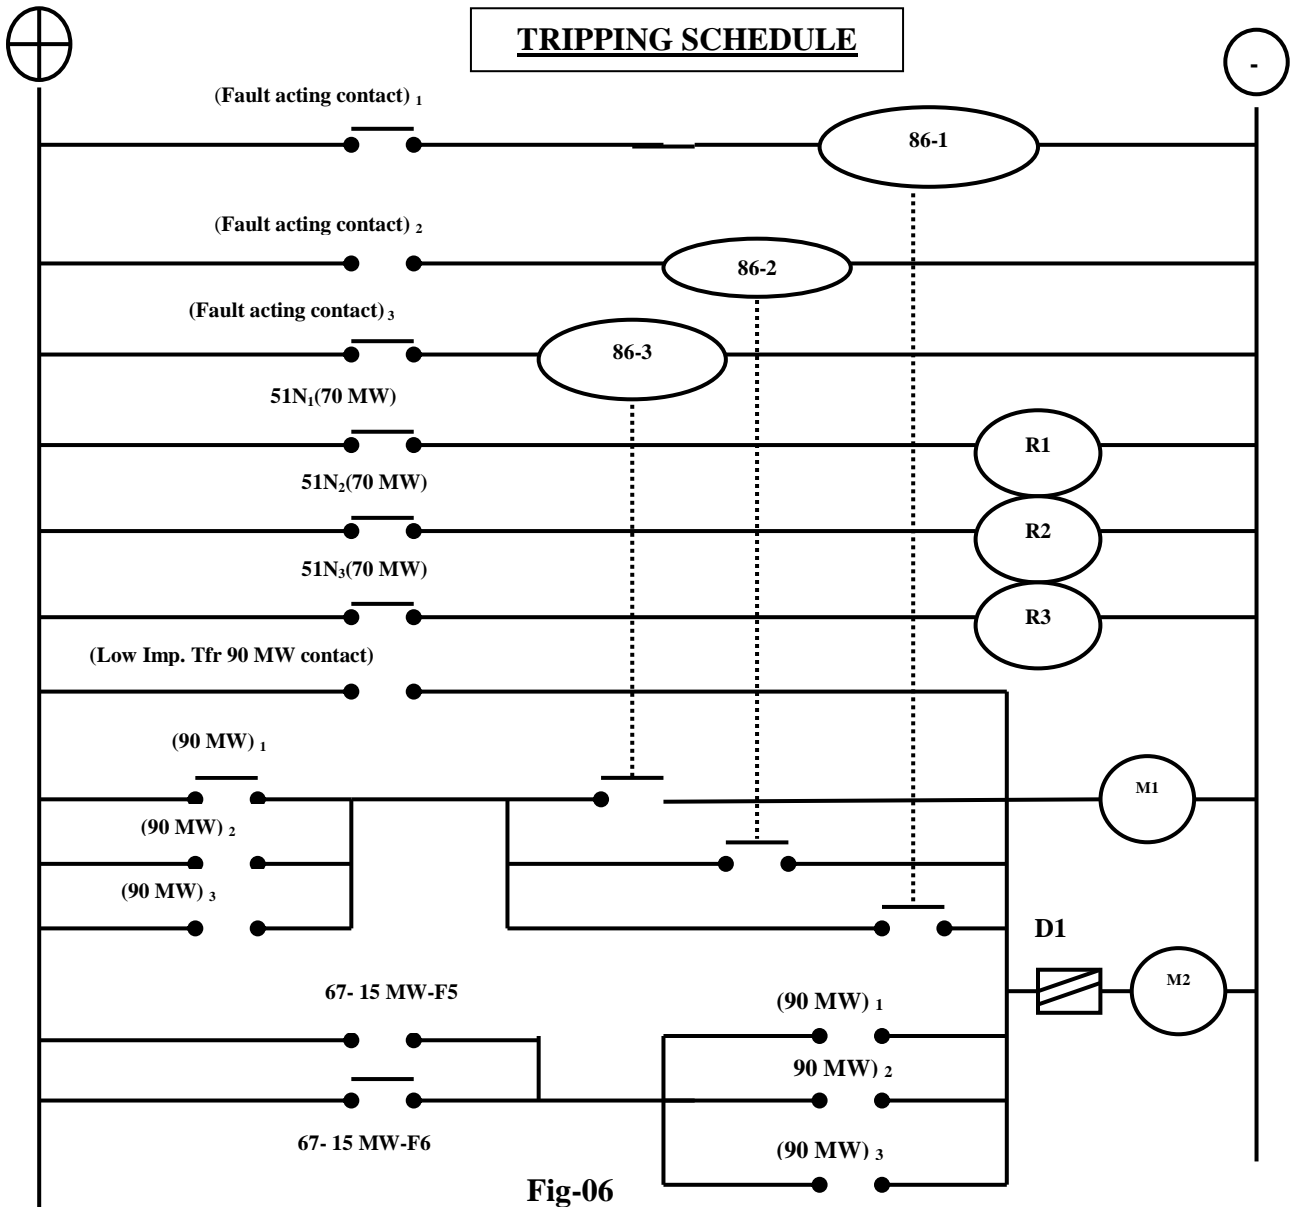 TRIPPING SCHEDULE
-
(Fault acting contact) 1
86-1
(Fault acting contact) 2
86-2
(Fault acting contact) 3
86-3
51N1(70 MW)
R1
51N2(70 MW)
R2
51N3(70 MW)
R3
(Low Imp. Tfr 90 MW contact)
(90 MW) 1
M1
(90 MW) 2
(90 MW) 3
D1
67- 15 MW-F5
M2
(90 MW) 1
90 MW) 2
67- 15 MW-F6
(90 MW) 3
Fig-06